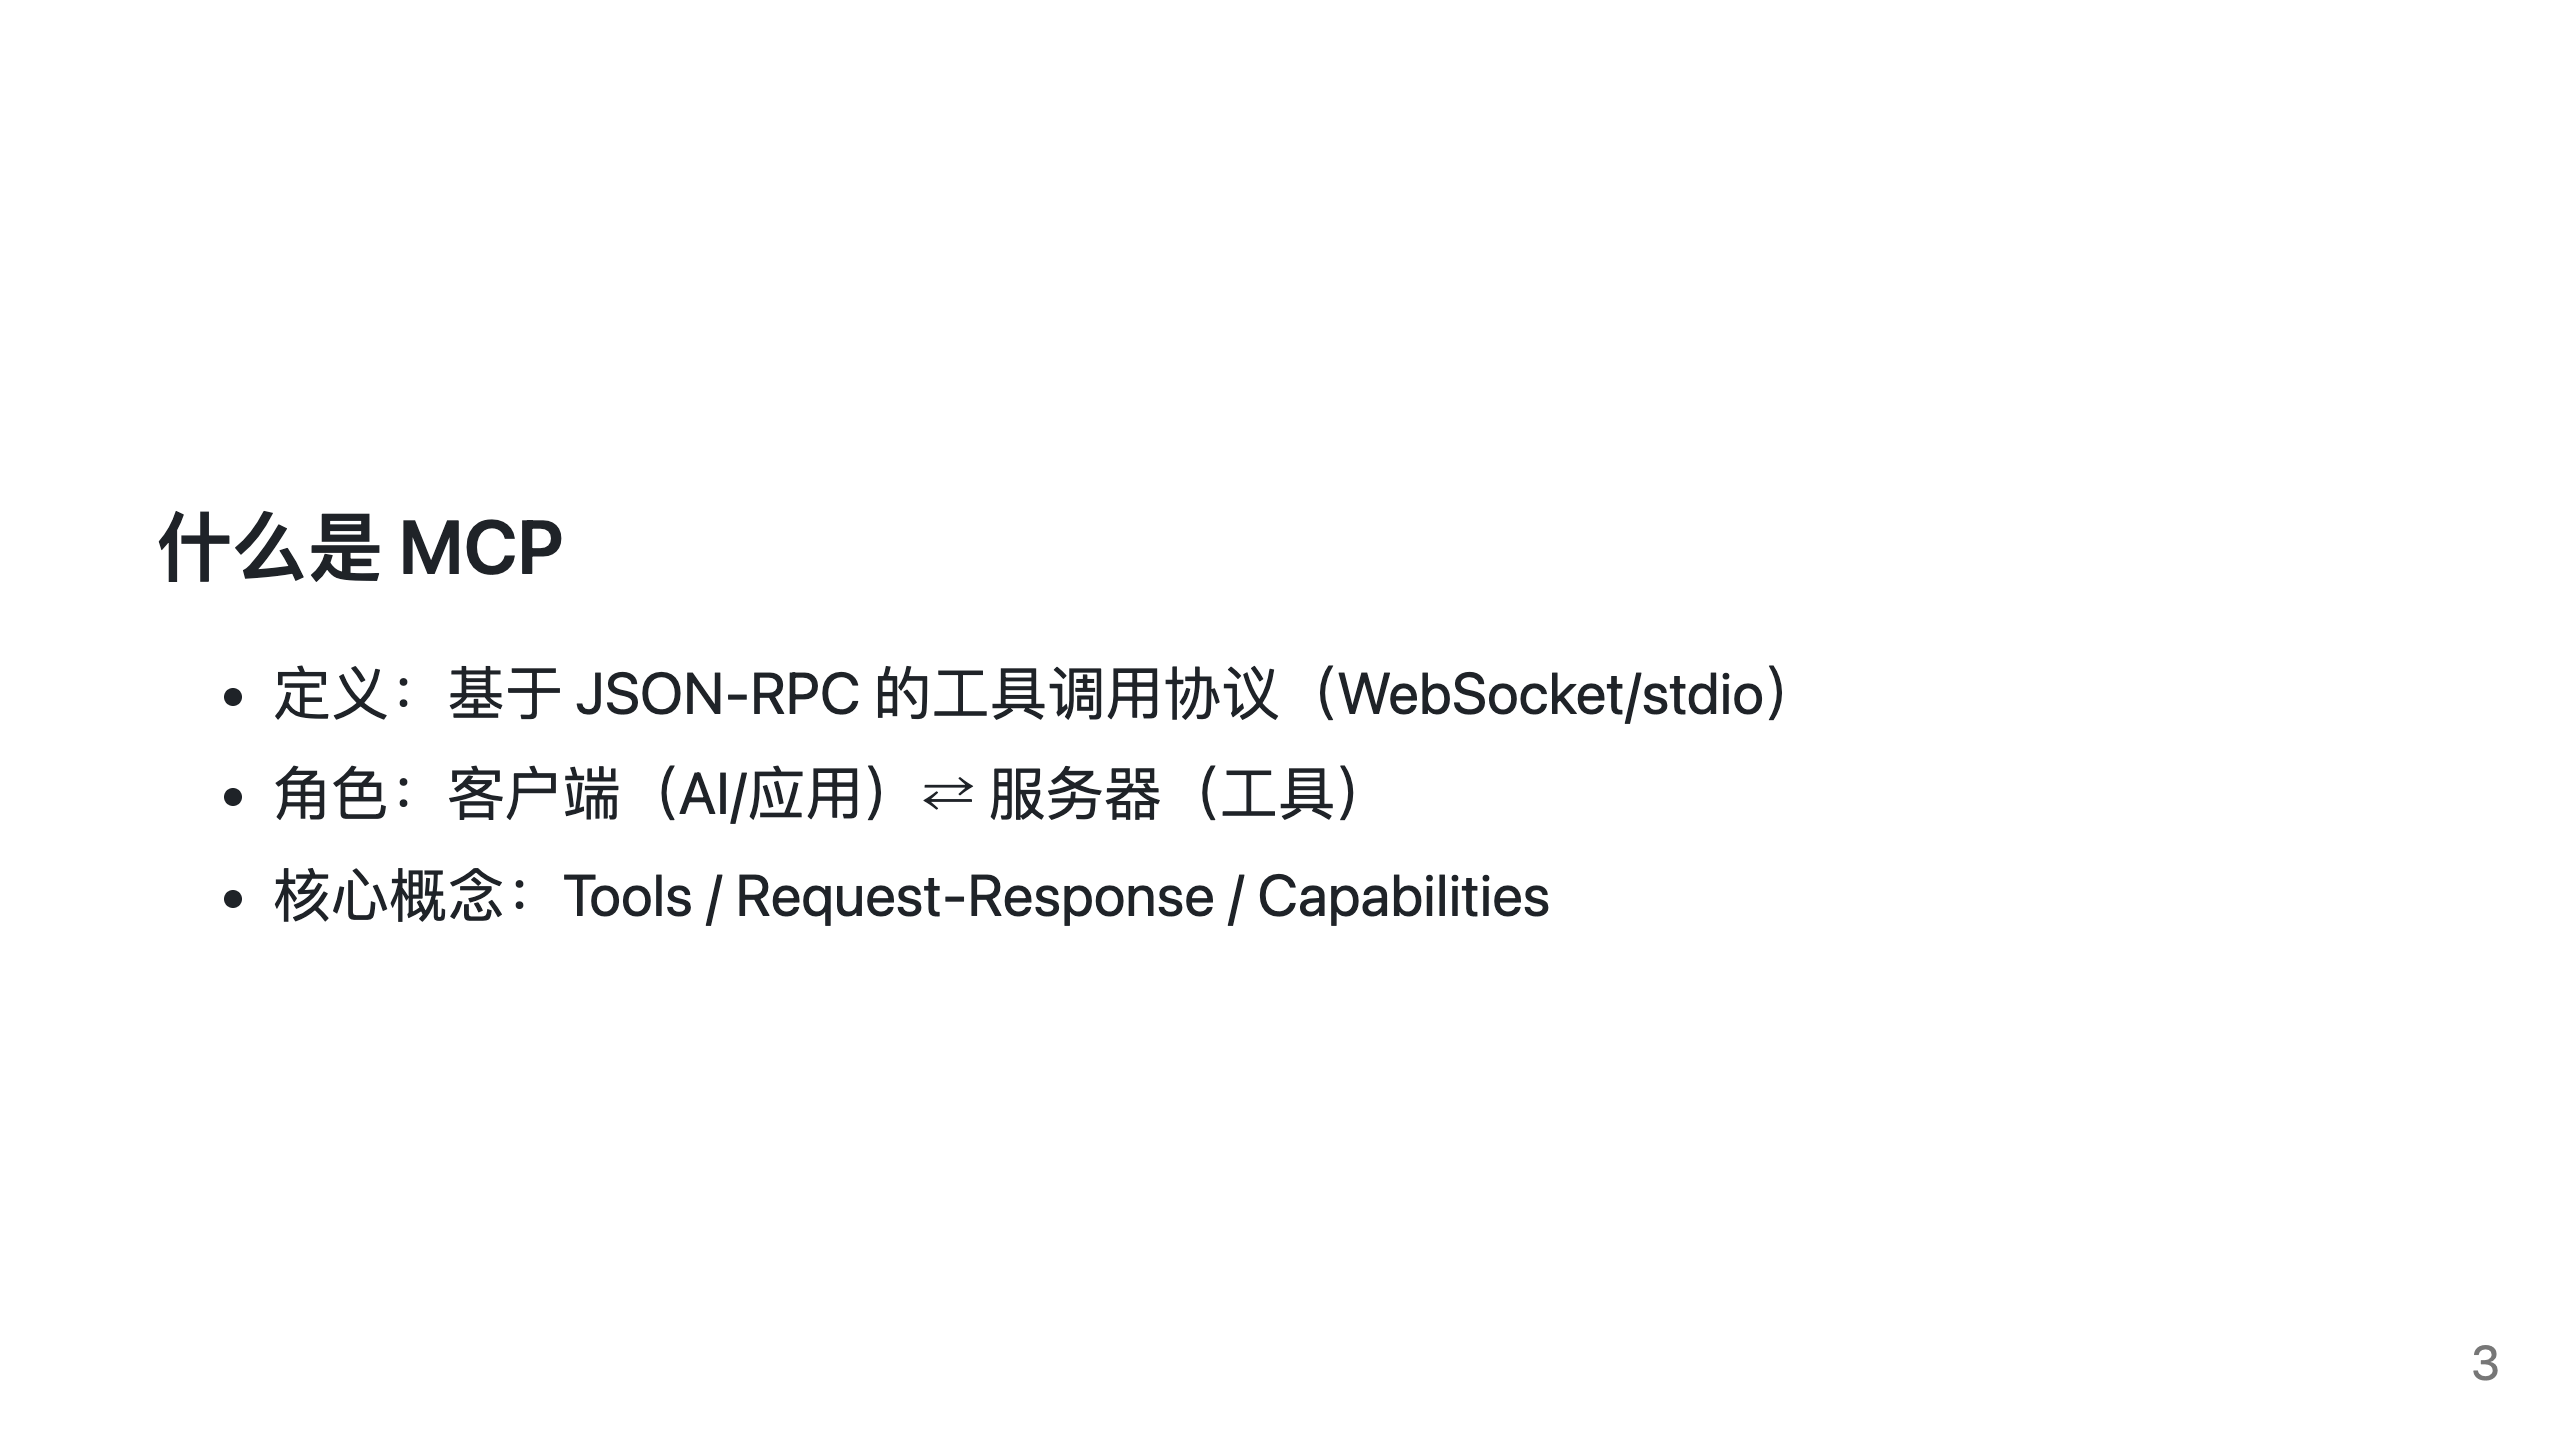 什么是 MCP
• 定义：基于 JSON-RPC 的工具调用协议（WebSocket/stdio）
• 角色：客户端（AI/应用）⇄ 服务器（工具）
• 核心概念：Tools / Request-Response / Capabilities
3